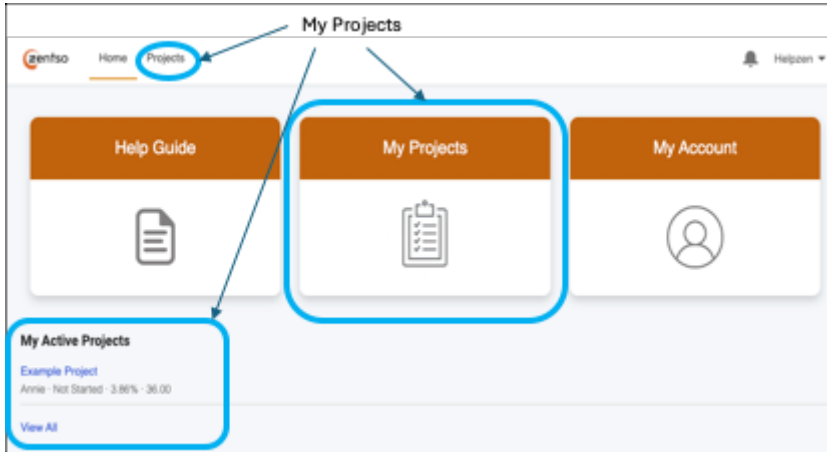 My Projects
zenfso Home Projects Helpzen
Help Guide My Projects My Account
My Active Projects
Example Project
Annie · Not Started · 3.86% · 36.00
View All